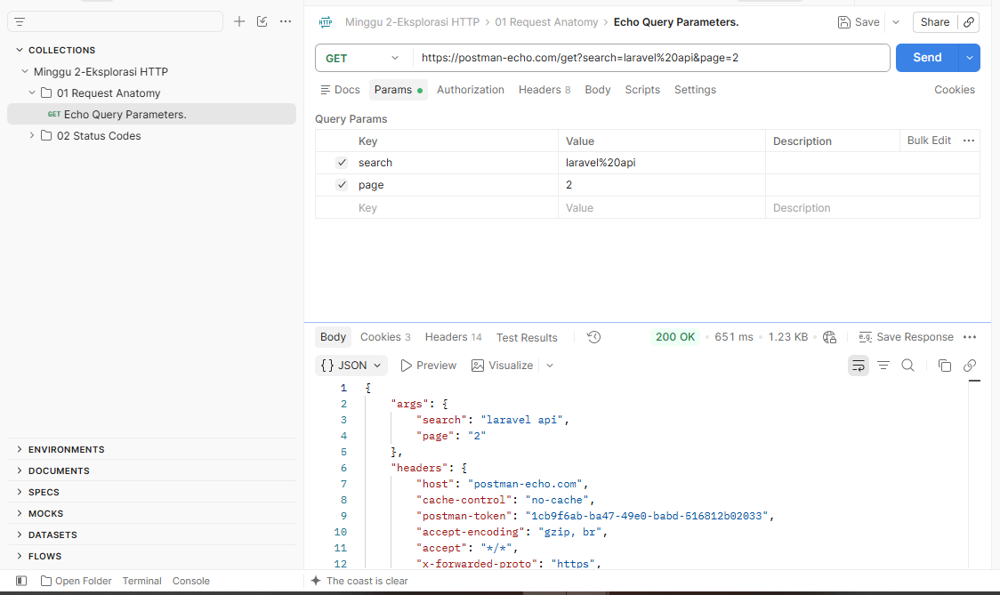 Minggu 2-Eksplorasi HTTP > 01 Request Anatomy > Echo Query Parameters.
Save
Share
COLLECTIONS
Minggu 2-Eksplorasi HTTP
01 Request Anatomy
GET Echo Query Parameters.
02 Status Codes
ENVIRONMENTS
DOCUMENTS
SPECS
MOCKS
DATASETS
FLOWS
HTTP
GET https://postman-echo.com/get?search=laravel%20api&page=2
Send
Docs Params Authorization Headers 8 Body Scripts Settings Cookies
Query Params
Key Value Description Bulk Edit
search laravel%20api
page 2
Key Value Description
Body Cookies 3 Headers 14 Test Results 200 OK • 651 ms • 1.23 KB • e.g. Save Response
{} JSON Preview Visualize
1 {
2 "args": {
3 "search": "laravel api",
4 "page": "2"
5 },
6 "headers": {
7 "host": "postman-echo.com",
8 "cache-control": "no-cache",
9 "postman-token": "1cb9f6ab-ba47-49e0-babd-516812b02033",
10 "accept-encoding": "gzip, br",
11 "accept": "*/*",
12 "x-forwarded-proto": "https",
Open Folder Terminal Console The coast is clear